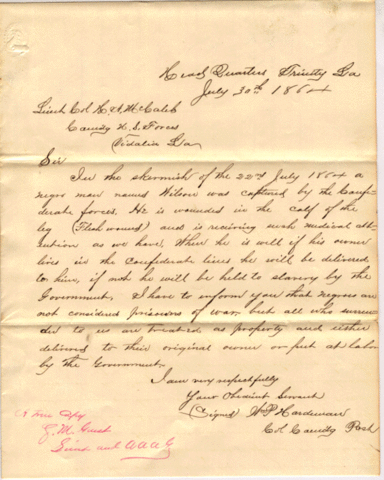 Head Quarters, Trinity La
July 30th 1864
Lieut Col H A McCaleb
Comdg U. S. Forces
Vidalia La
Sir
In the skirmish of the 22nd July 1864 a
negro man named Wilson was captured by the Confe
derate forces. He is wounded in the calf of the
leg (Flesh wound) and is receiving such medical att
ention as we have. When he is well if his owner
lives in the Confederate lines he will be delivered
to him, if not he will be held to slavery by the
Government. I have to inform you that negroes are
not considered prisoners of war, but all who surren
der to us are treated as property and either
delivered to their original owner or put at labor
by the Government.
I am very respectfully
Your Obedient Servant
(Signed) A P Hardeman
Col Comdg Post
A true copy
E. M.
Lieut and A A A G